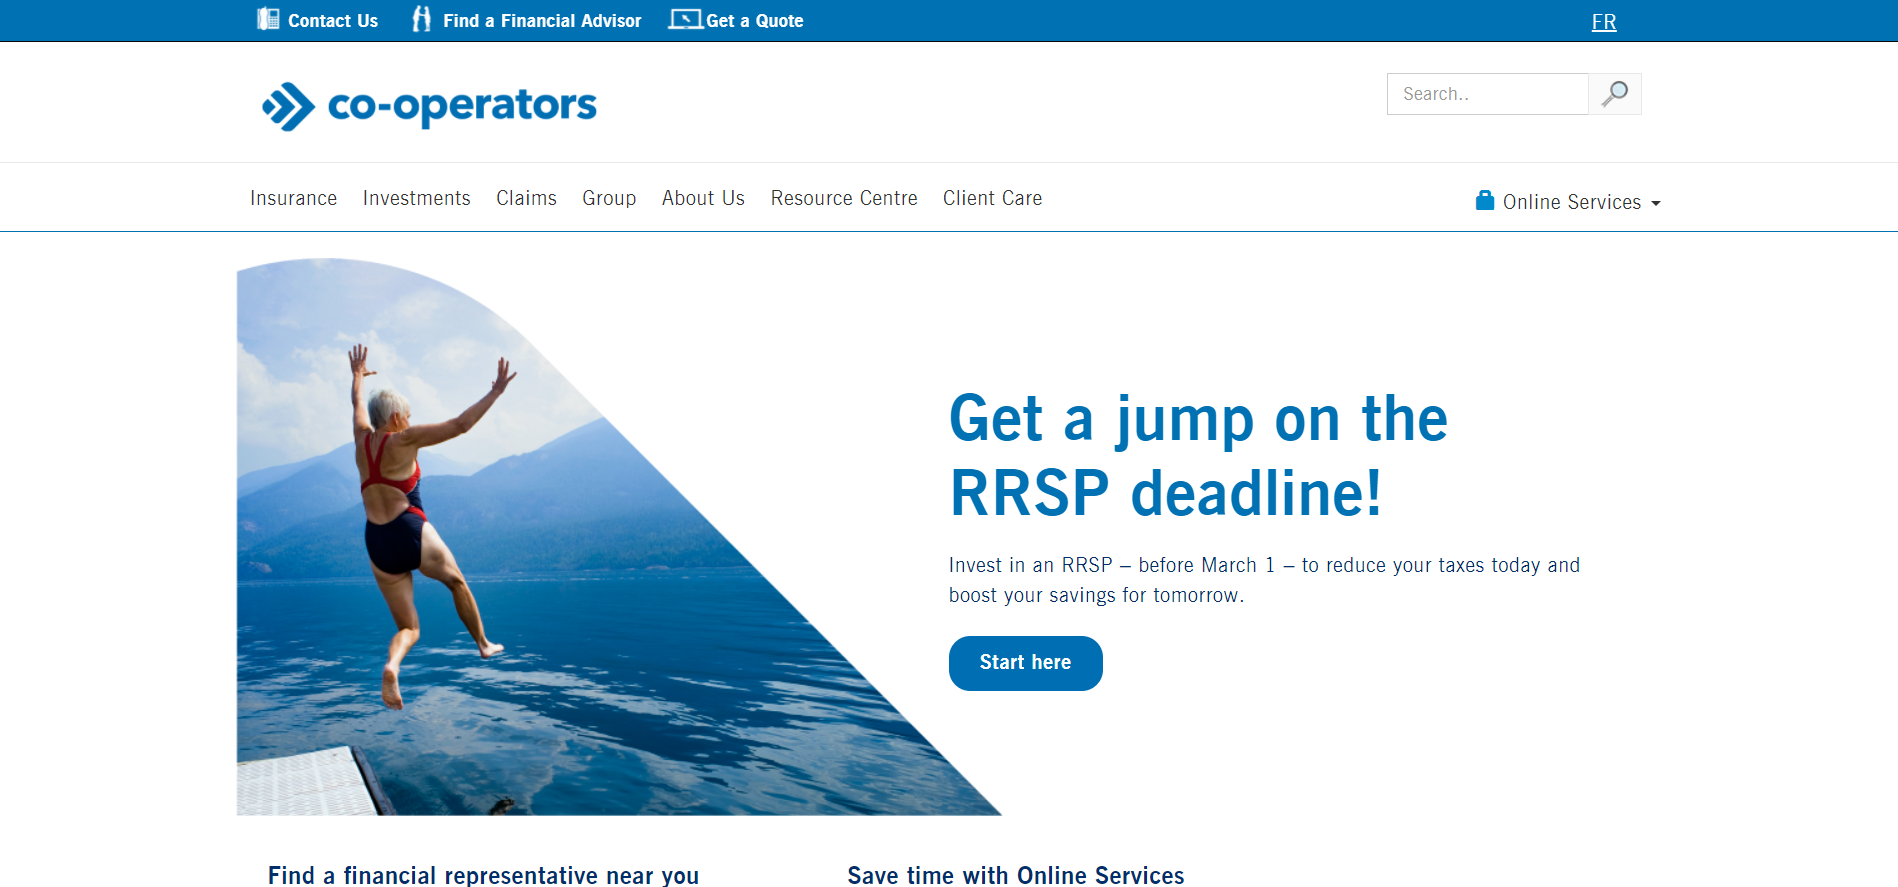 Contact Us
Find a Financial Advisor
Get a Quote
FR
co-operators
Search..
Insurance
Investments
Claims
Group
About Us
Resource Centre
Client Care
Online Services
Get a jump on the
RRSP deadline!
Invest in an RRSP – before March 1 – to reduce your taxes today and
boost your savings for tomorrow.
Start here
Find a financial representative near you
Save time with Online Services